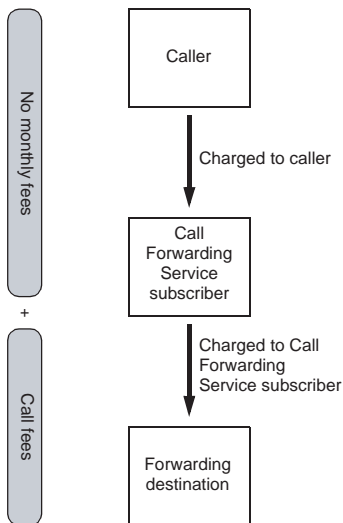 No monthly fees
+
Call fees
Caller
Charged to caller
Call
Forwarding
Service
subscriber
Charged to Call
Forwarding
Service subscriber
Forwarding
destination